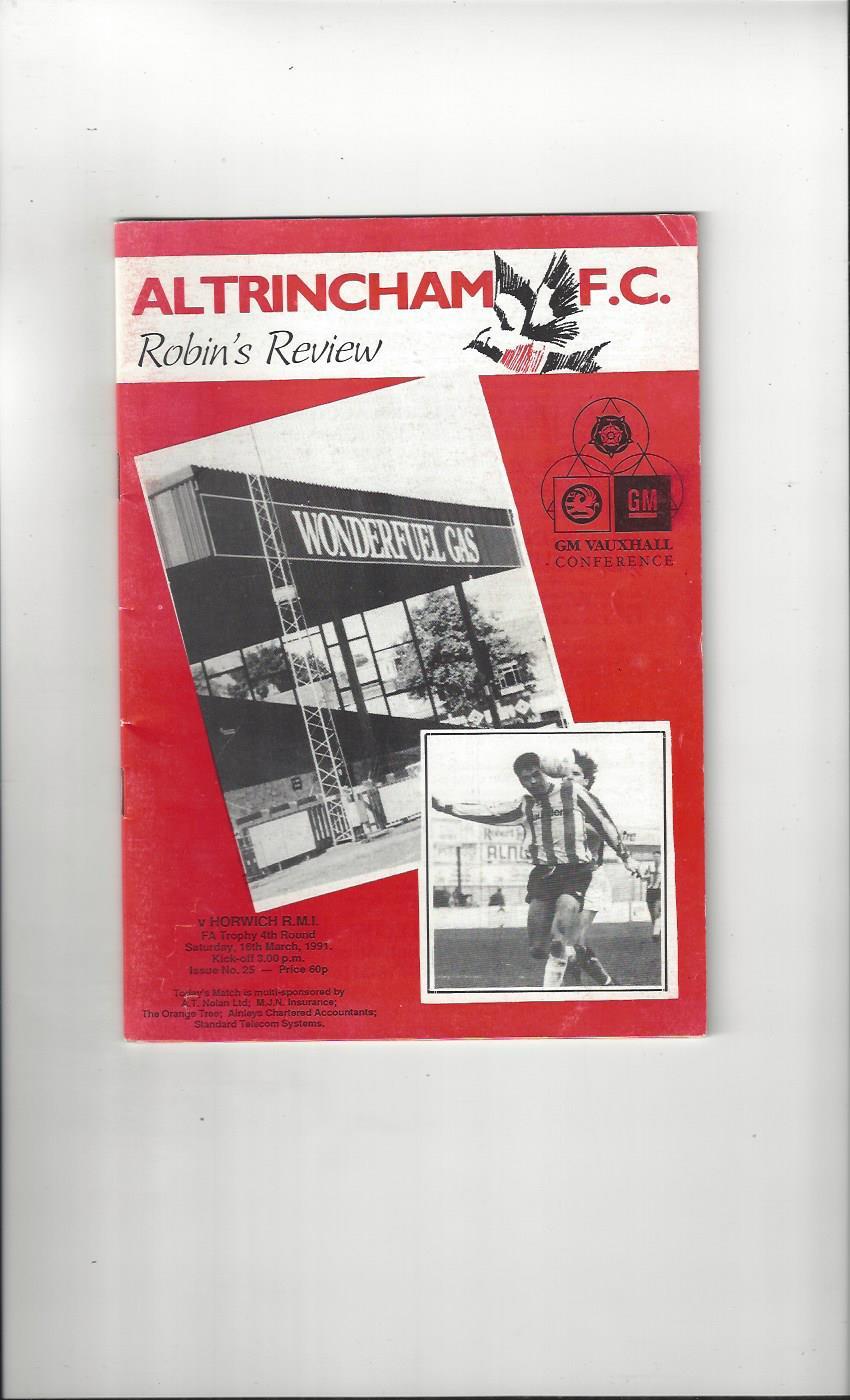 ALTRINCHAM F.C.
Robin's Review
WONDERFUEL GAS
GM
GM VAUXHALL
CONFERENCE
v HORWICH R.M.I.
FA Trophy 4th Round
Saturday, 16th March, 1991.
Kick-off 3.00 p.m.
Issue No. 25 — Price 60p
Today's Match is multi-sponsored by
A.T. Nolan Ltd; M.J.N. Insurance;
The Orange Tree; Ainleys Chartered Accountants;
Standard Telecom Systems.